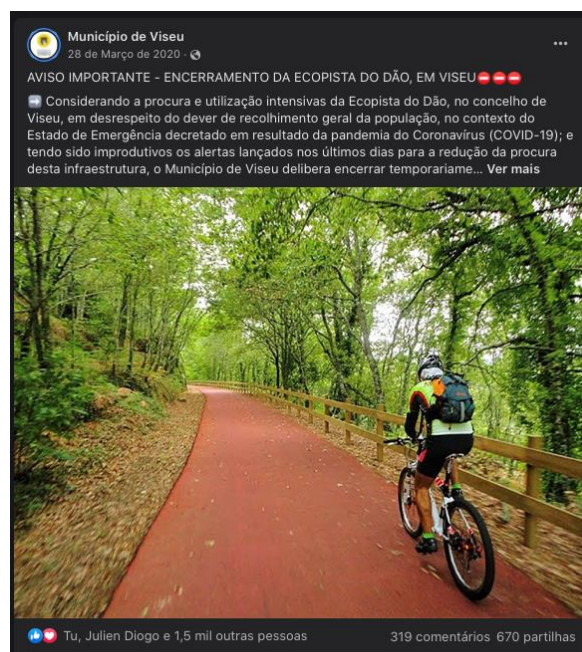 Município de Viseu
28 de Março de 2020 ·
AVISO IMPORTANTE - ENCERRAMENTO DA ECOPISTA DO DÃO, EM VISEU⛔⛔⛔
➡️ Considerando a procura e utilização intensivas da Ecopista do Dão, no concelho de
Viseu, em desrespeito do dever de recolhimento geral da população, no contexto do
Estado de Emergência decretado em resultado da pandemia do Coronavírus (COVID-19); e
tendo sido improdutivos os alertas lançados nos últimos dias para a redução da procura
desta infraestrutura, o Município de Viseu delibera encerrar temporariame... Ver mais
Tu, Julien Diogo e 1,5 mil outras pessoas
319 comentários 670 partilhas